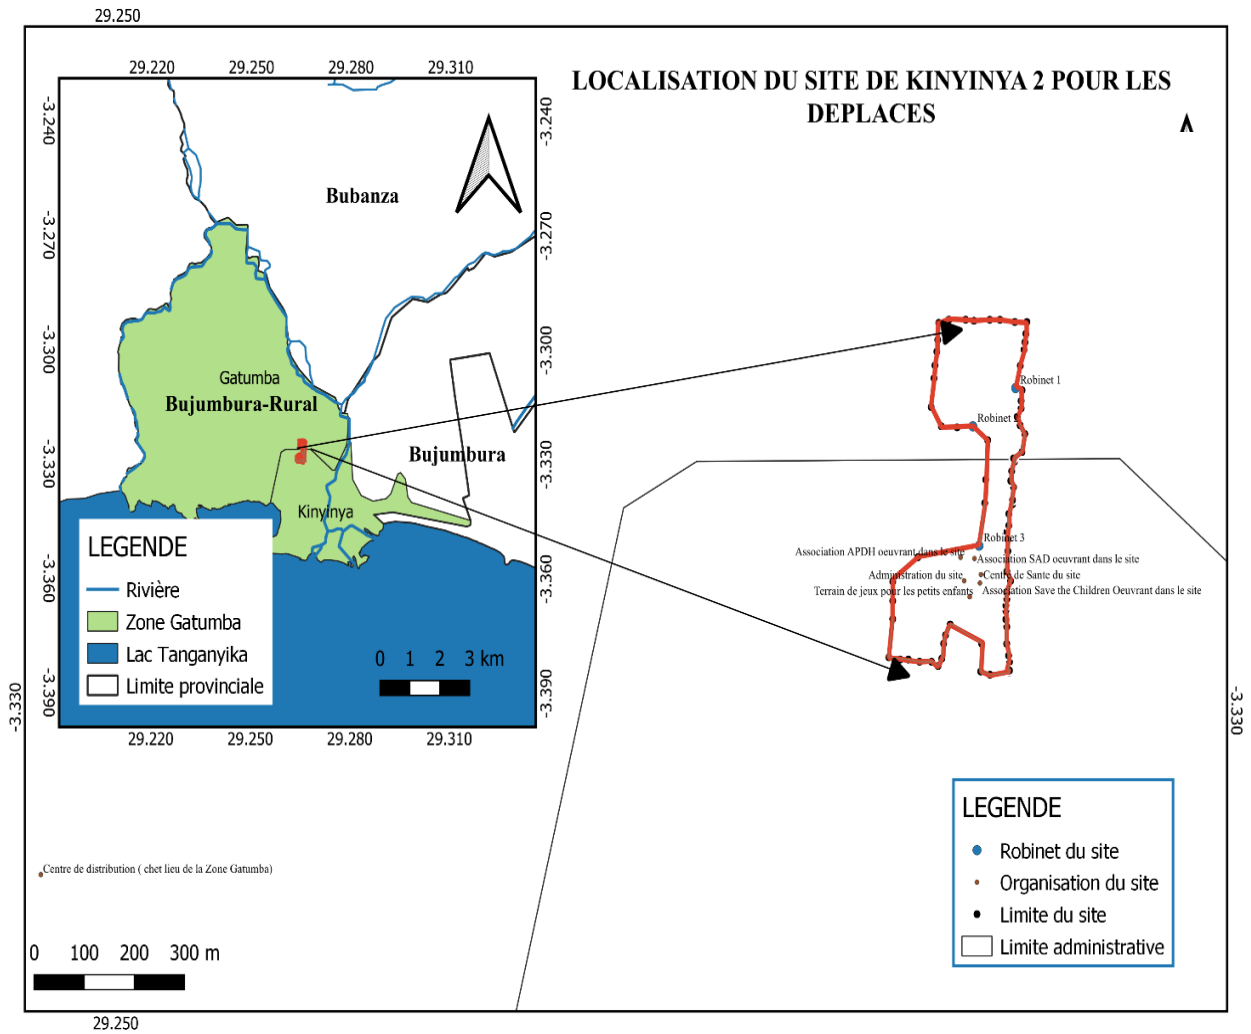 29.250
LOCALISATION DU SITE DE KINYINYA 2 POUR LES
DEPLACES
29.220 29.250 29.280 29.310
-3.240
-3.270
-3.300
-3.330
-3.360
-3.390
-3.240
-3.270
-3.300
-3.330
-3.360
-3.390
Bubanza
Gatumba
Bujumbura-Rural
Bujumbura
Kinyinya
LEGENDE
Rivière
Zone Gatumba
Lac Tanganyika
Limite provinciale
0 1 2 3 km
29.220 29.250 29.280 29.310
-3.330
-3.330
Robinet 1
Robinet
Robinet 3
Association APDH oeuvrant dans le site
Association SAD oeuvrant dans le site
Administration du site
Centre de Sante du site
Terrain de jeux pour les petits enfants
Association Save the Children Oeuvrant dans le site
Centre de distribution ( chet lieu de la Zone Gatumba)
0 100 200 300 m
LEGENDE
Robinet du site
Organisation du site
Limite du site
Limite administrative
29.250